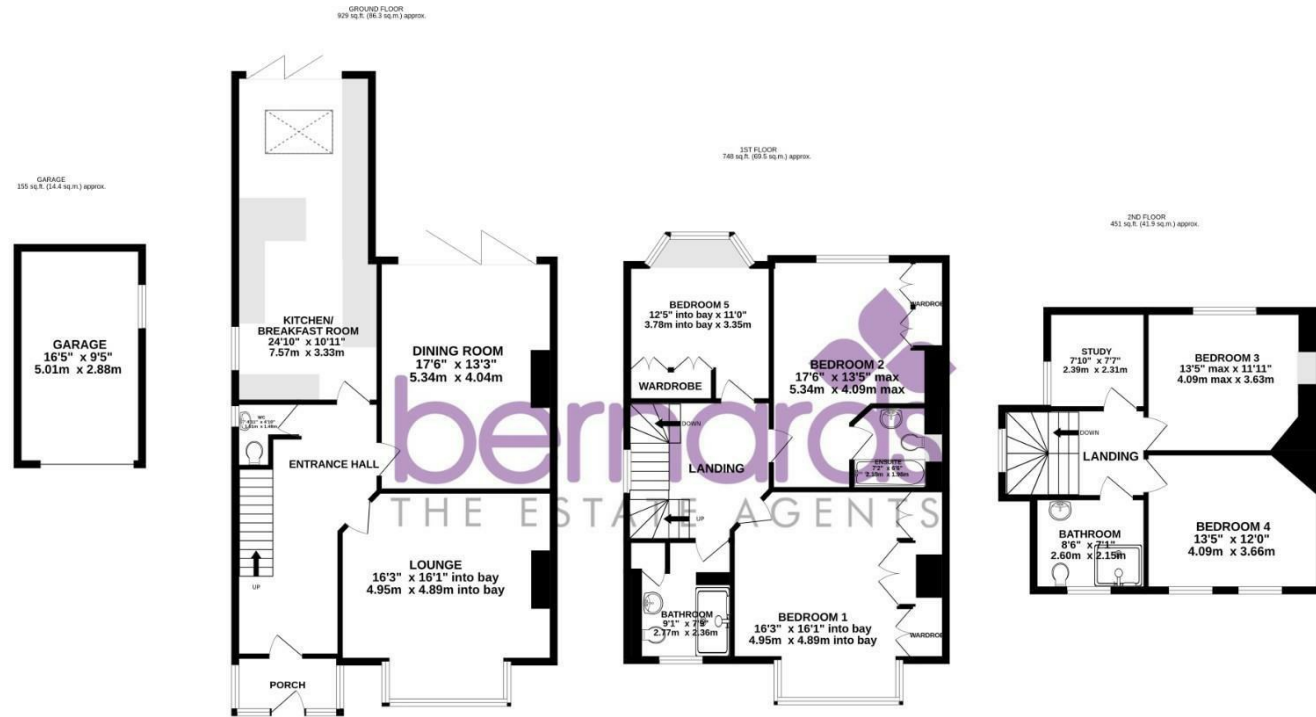 GROUND FLOOR
929 sq.ft. (86.3 sq.m.) approx.
GARAGE
155 sq.ft. (14.4 sq.m.) approx.
GARAGE
16'5" x 9'5"
5.01m x 2.88m
KITCHEN/
BREAKFAST ROOM
24'10" x 10'11"
7.57m x 3.33m
DINING ROOM
17'6" x 13'3"
5.34m x 4.04m
WC
ENTRANCE HALL
UP
LOUNGE
16'3" x 16'1" into bay
4.95m x 4.89m into bay
PORCH
1ST FLOOR
748 sq.ft. (69.5 sq.m.) approx.
BEDROOM 5
12'5" into bay x 11'0"
3.78m into bay x 3.35m
WARDROBE
BEDROOM 2
17'6" x 13'5" max
5.34m x 4.09m max
WARDROBE
DOWN
LANDING
UP
ENSUITE
BATHROOM
2.77m x 2.36m
BEDROOM 1
16'3" x 16'1" into bay
4.95m x 4.89m into bay
WARDROBE
2ND FLOOR
451 sq.ft. (41.9 sq.m.) approx.
STUDY
7'10" x 7'7"
2.39m x 2.31m
BEDROOM 3
13'5" max x 11'11"
4.09m max x 3.63m
DOWN
LANDING
BATHROOM
8'6" x 7'1"
2.60m x 2.15m
BEDROOM 4
13'5" x 12'0"
4.09m x 3.66m
bernards
THE ESTATE AGENTS